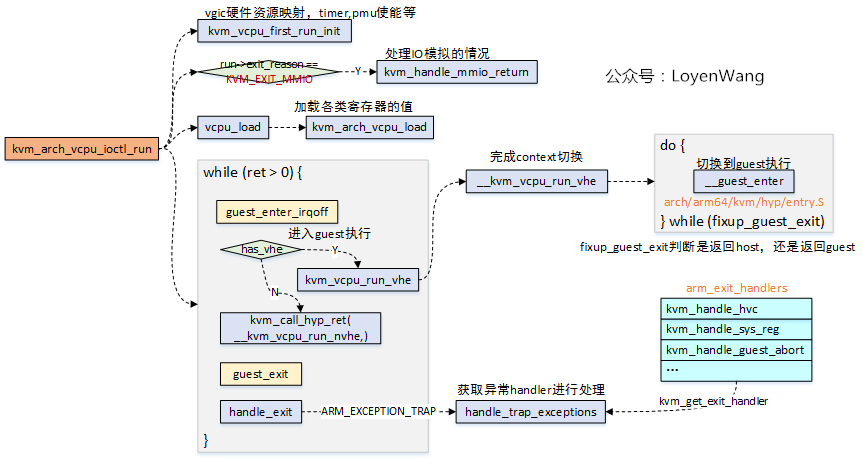 vgic硬件资源映射，timer,pmu使能等
kvm_vcpu_first_run_init
处理IO模拟的情况
run->exit_reason ==
KVM_EXIT_MMIO
Y
kvm_handle_mmio_return
公众号：LoyenWang
加载各类寄存器的值
vcpu_load
kvm_arch_vcpu_load
kvm_arch_vcpu_ioctl_run
while (ret > 0) {
guest_enter_irqoff
进入guest执行
has_vhe
Y
kvm_vcpu_run_vhe
N
kvm_call_hyp_ret(
__kvm_vcpu_run_nvhe,)
guest_exit
handle_exit
}
完成context切换
__kvm_vcpu_run_vhe
do {
切换到guest执行
__guest_enter
arch/arm64/kvm/hyp/entry.S
} while (fixup_guest_exit)
fixup_guest_exit判断是返回host，还是返回guest
arm_exit_handlers
kvm_handle_hvc
kvm_handle_sys_reg
kvm_handle_guest_abort
...
kvm_get_exit_handler
获取异常handler进行处理
ARM_EXCEPTION_TRAP
handle_trap_exceptions